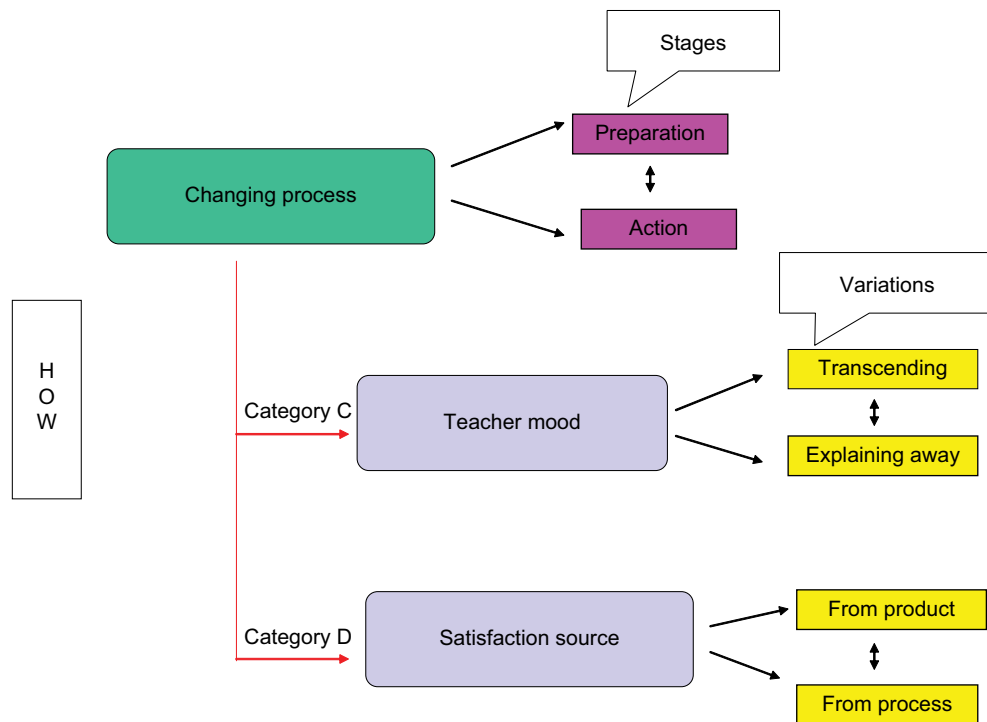 Stages
Preparation
Changing process
Action
Variations
H
O
W
Transcending
Category C
Teacher mood
Explaining away
From product
Category D
Satisfaction source
From process